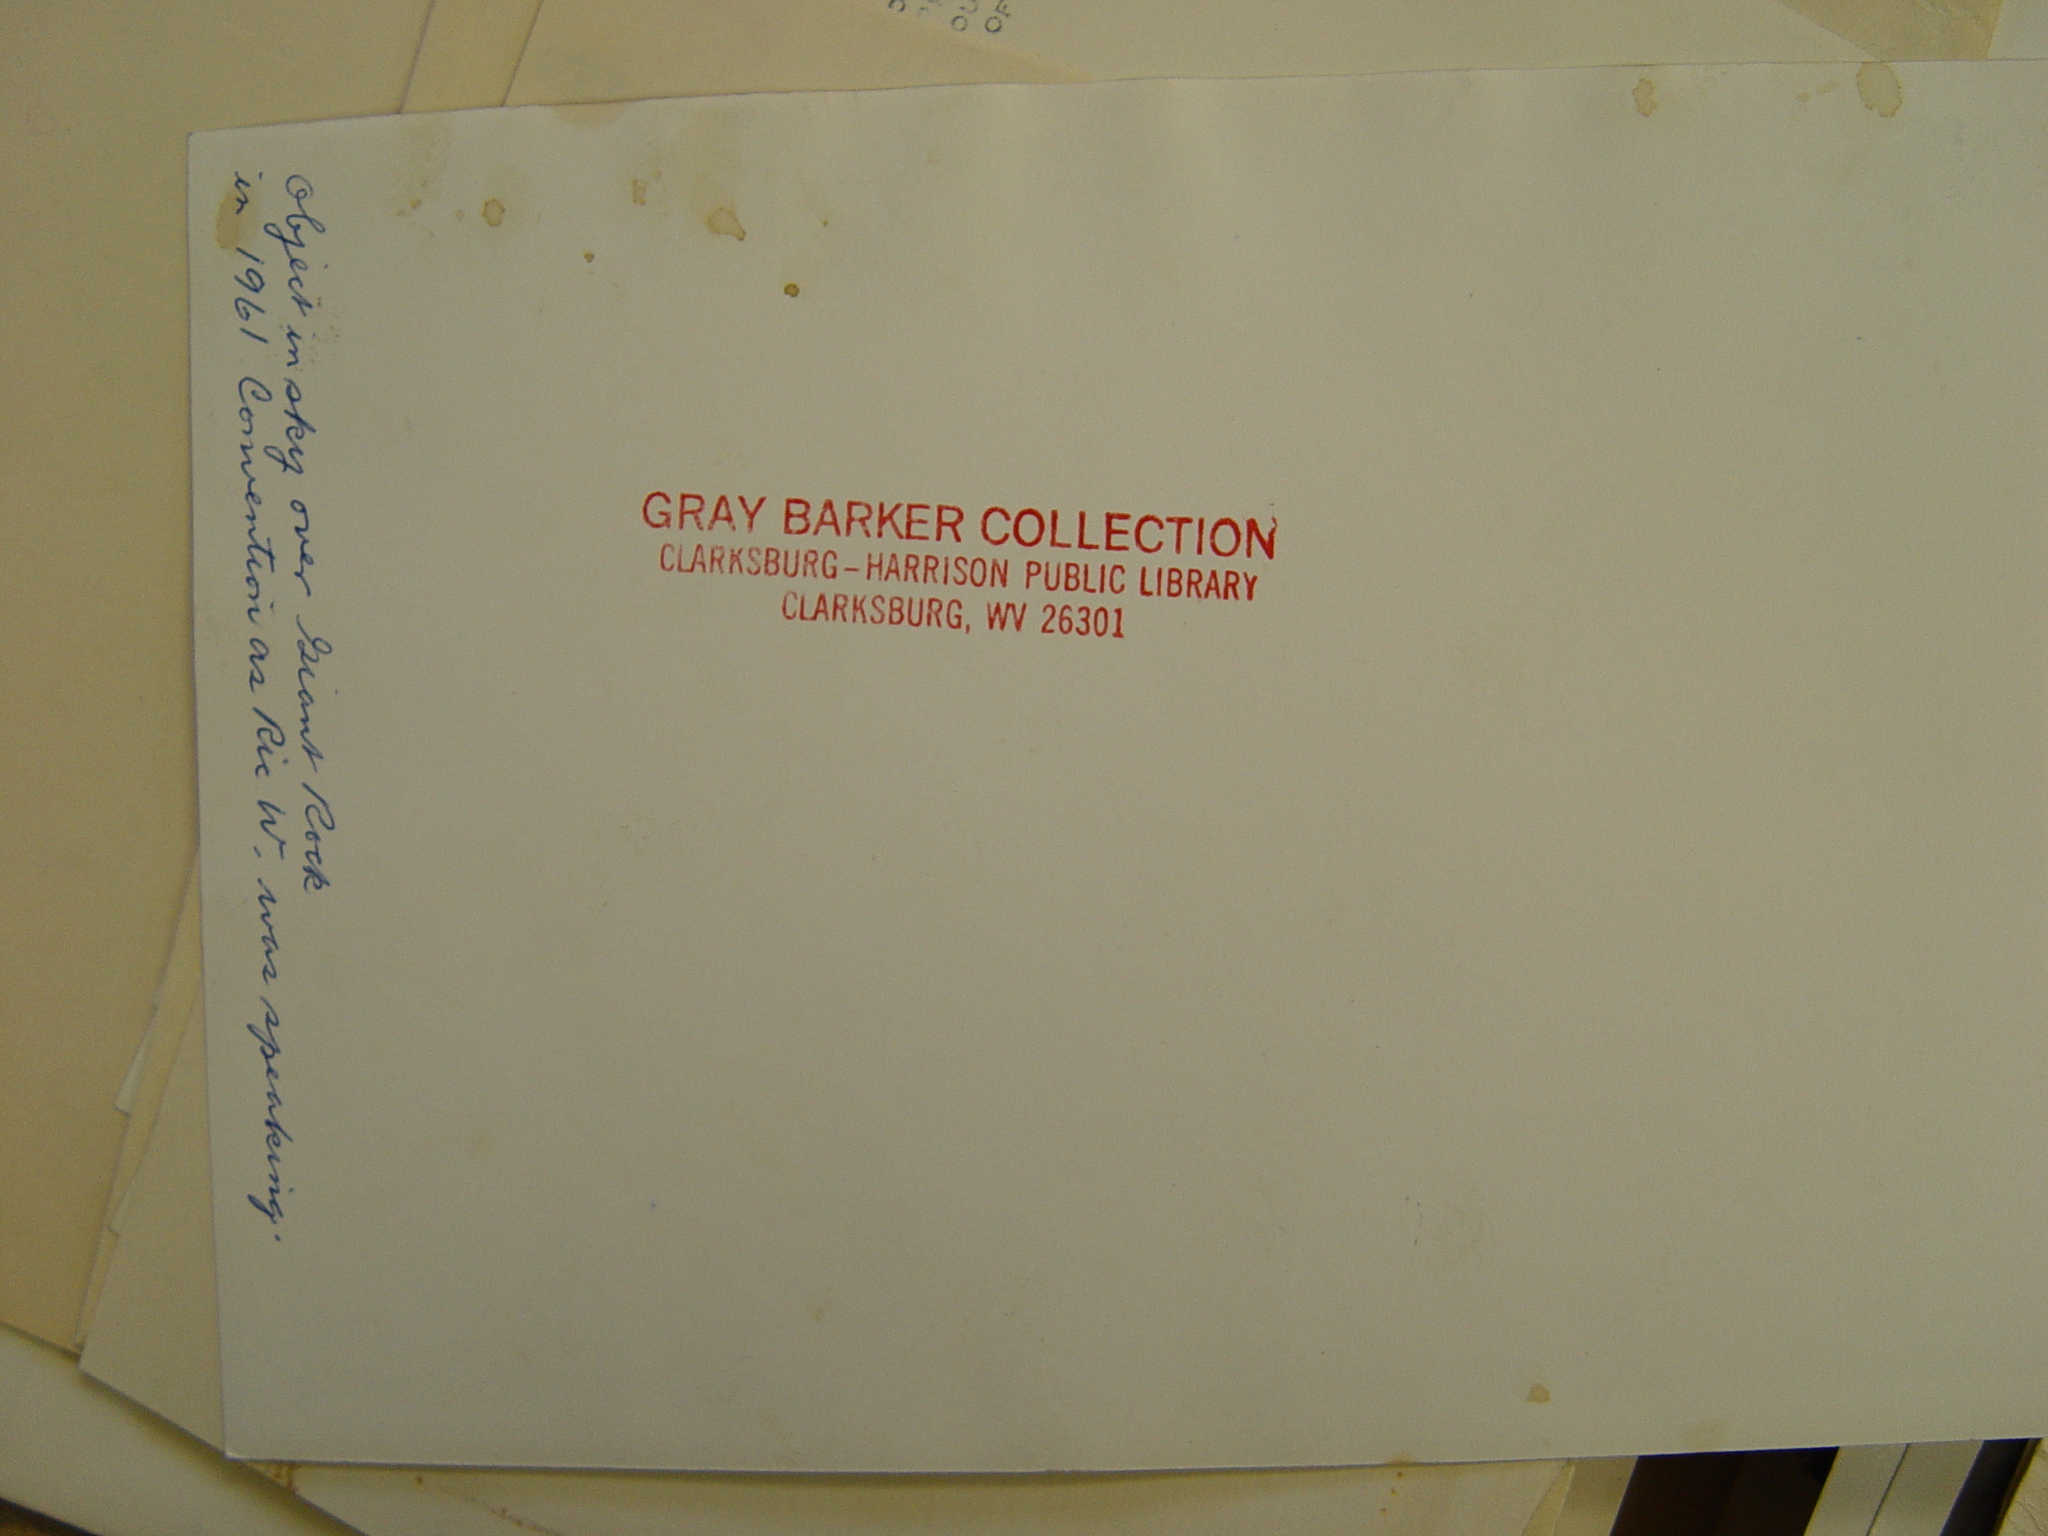 Object in sky over Giant Rock
in 1961 Convention as Ric W. was speaking.
GRAY BARKER COLLECTION
CLARKSBURG-HARRISON PUBLIC LIBRARY
CLARKSBURG, WV 26301